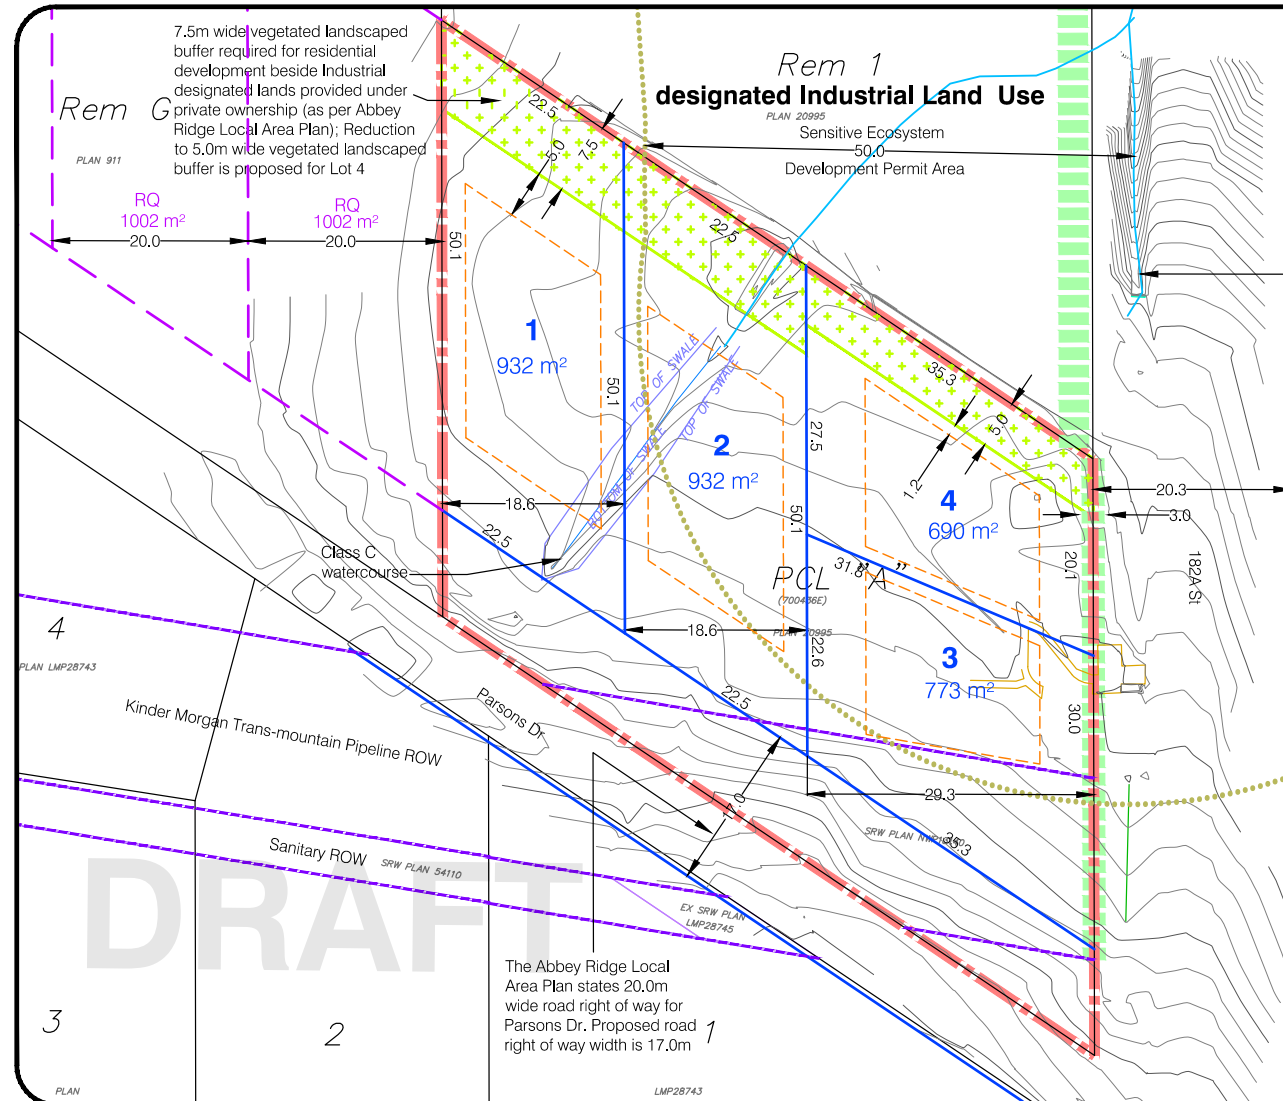 7.5m wide vegetated landscaped
buffer required for residential
development beside Industrial
designated lands provided under
private ownership (as per Abbey
Ridge Local Area Plan); Reduction
to 5.0m wide vegetated landscaped
buffer is proposed for Lot 4
Rem G
PLAN 911
RQ
1002 m²
RQ
1002 m²
20.0
20.0
Rem 1
designated Industrial Land Use
PLAN 20995
Sensitive Ecosystem
50.0
Development Permit Area
22.5
7.5
5.0
22.5
50.1
1
932 m²
50.1
TOP OF SWALE
TOP OF SWALE
BOTTOM OF SWALE
2
932 m²
27.5
50.1
35.3
5.0
1.2
4
690 m²
20.3
3.0
20.1
182A St
18.6
22.5
Class C
watercourse
31.8
PCL "A"
(700436E)
PLAN 20995
18.6
22.6
3
773 m²
30.0
22.5
29.3
17.0
35.3
4
PLAN LMP28743
Parsons Dr
Kinder Morgan Trans-mountain Pipeline ROW
Sanitary ROW
SRW PLAN 54110
DRAFT
EX SRW PLAN
LMP28745
The Abbey Ridge Local
Area Plan states 20.0m
wide road right of way for
Parsons Dr. Proposed road
right of way width is 17.0m
3
2
1
PLAN
LMP28743
SRW PLAN